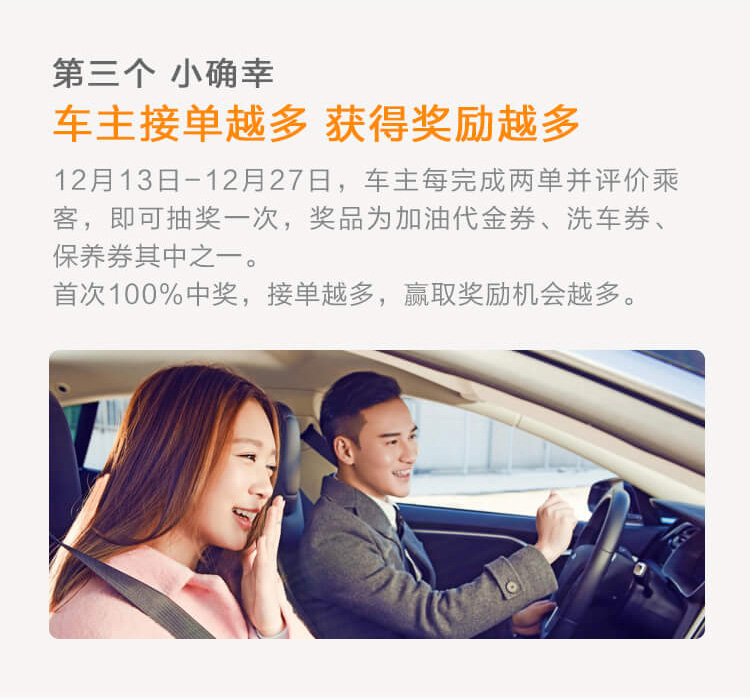 第三个 小确幸
车主接单越多 获得奖励越多
12月13日-12月27日，车主每完成两单并评价乘
客，即可抽奖一次，奖品为加油代金券、洗车券、
保养券其中之一。
首次100%中奖，接单越多，赢取奖励机会越多。